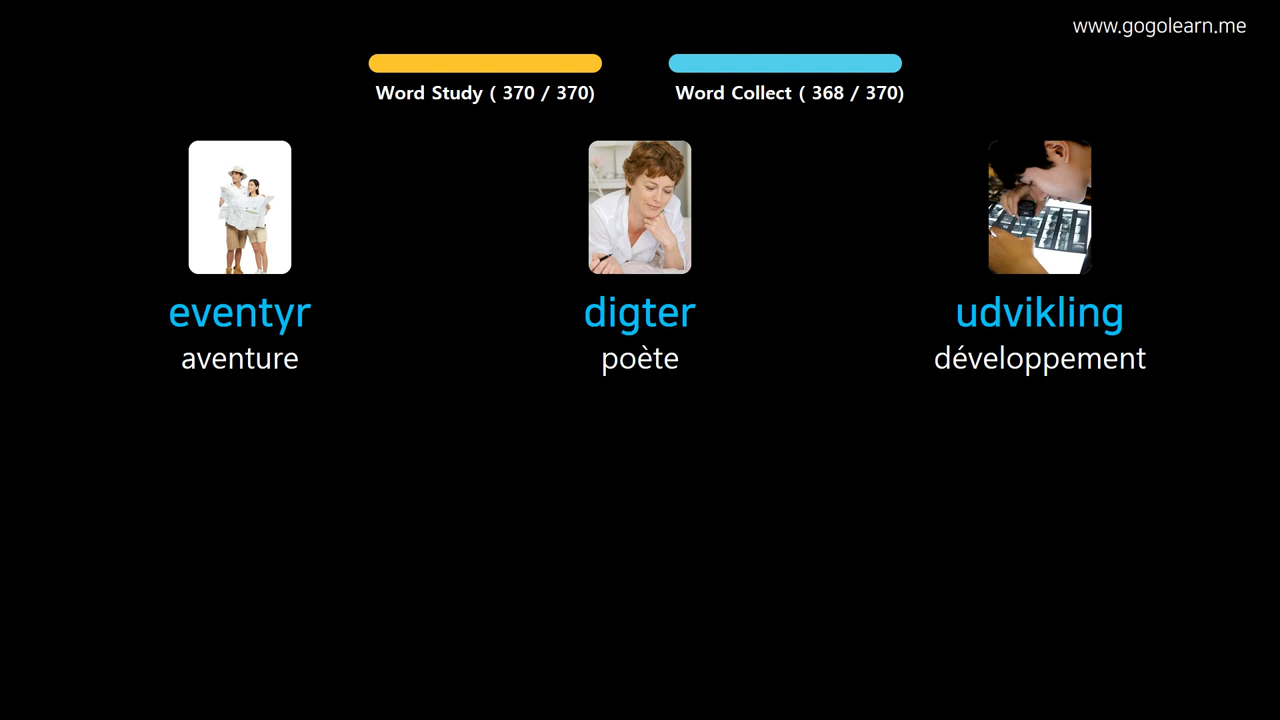 www.gogolearn.me
Word Study ( 370 / 370)
Word Collect ( 368 / 370)
eventyr
aventure
digter
poète
udvikling
développement